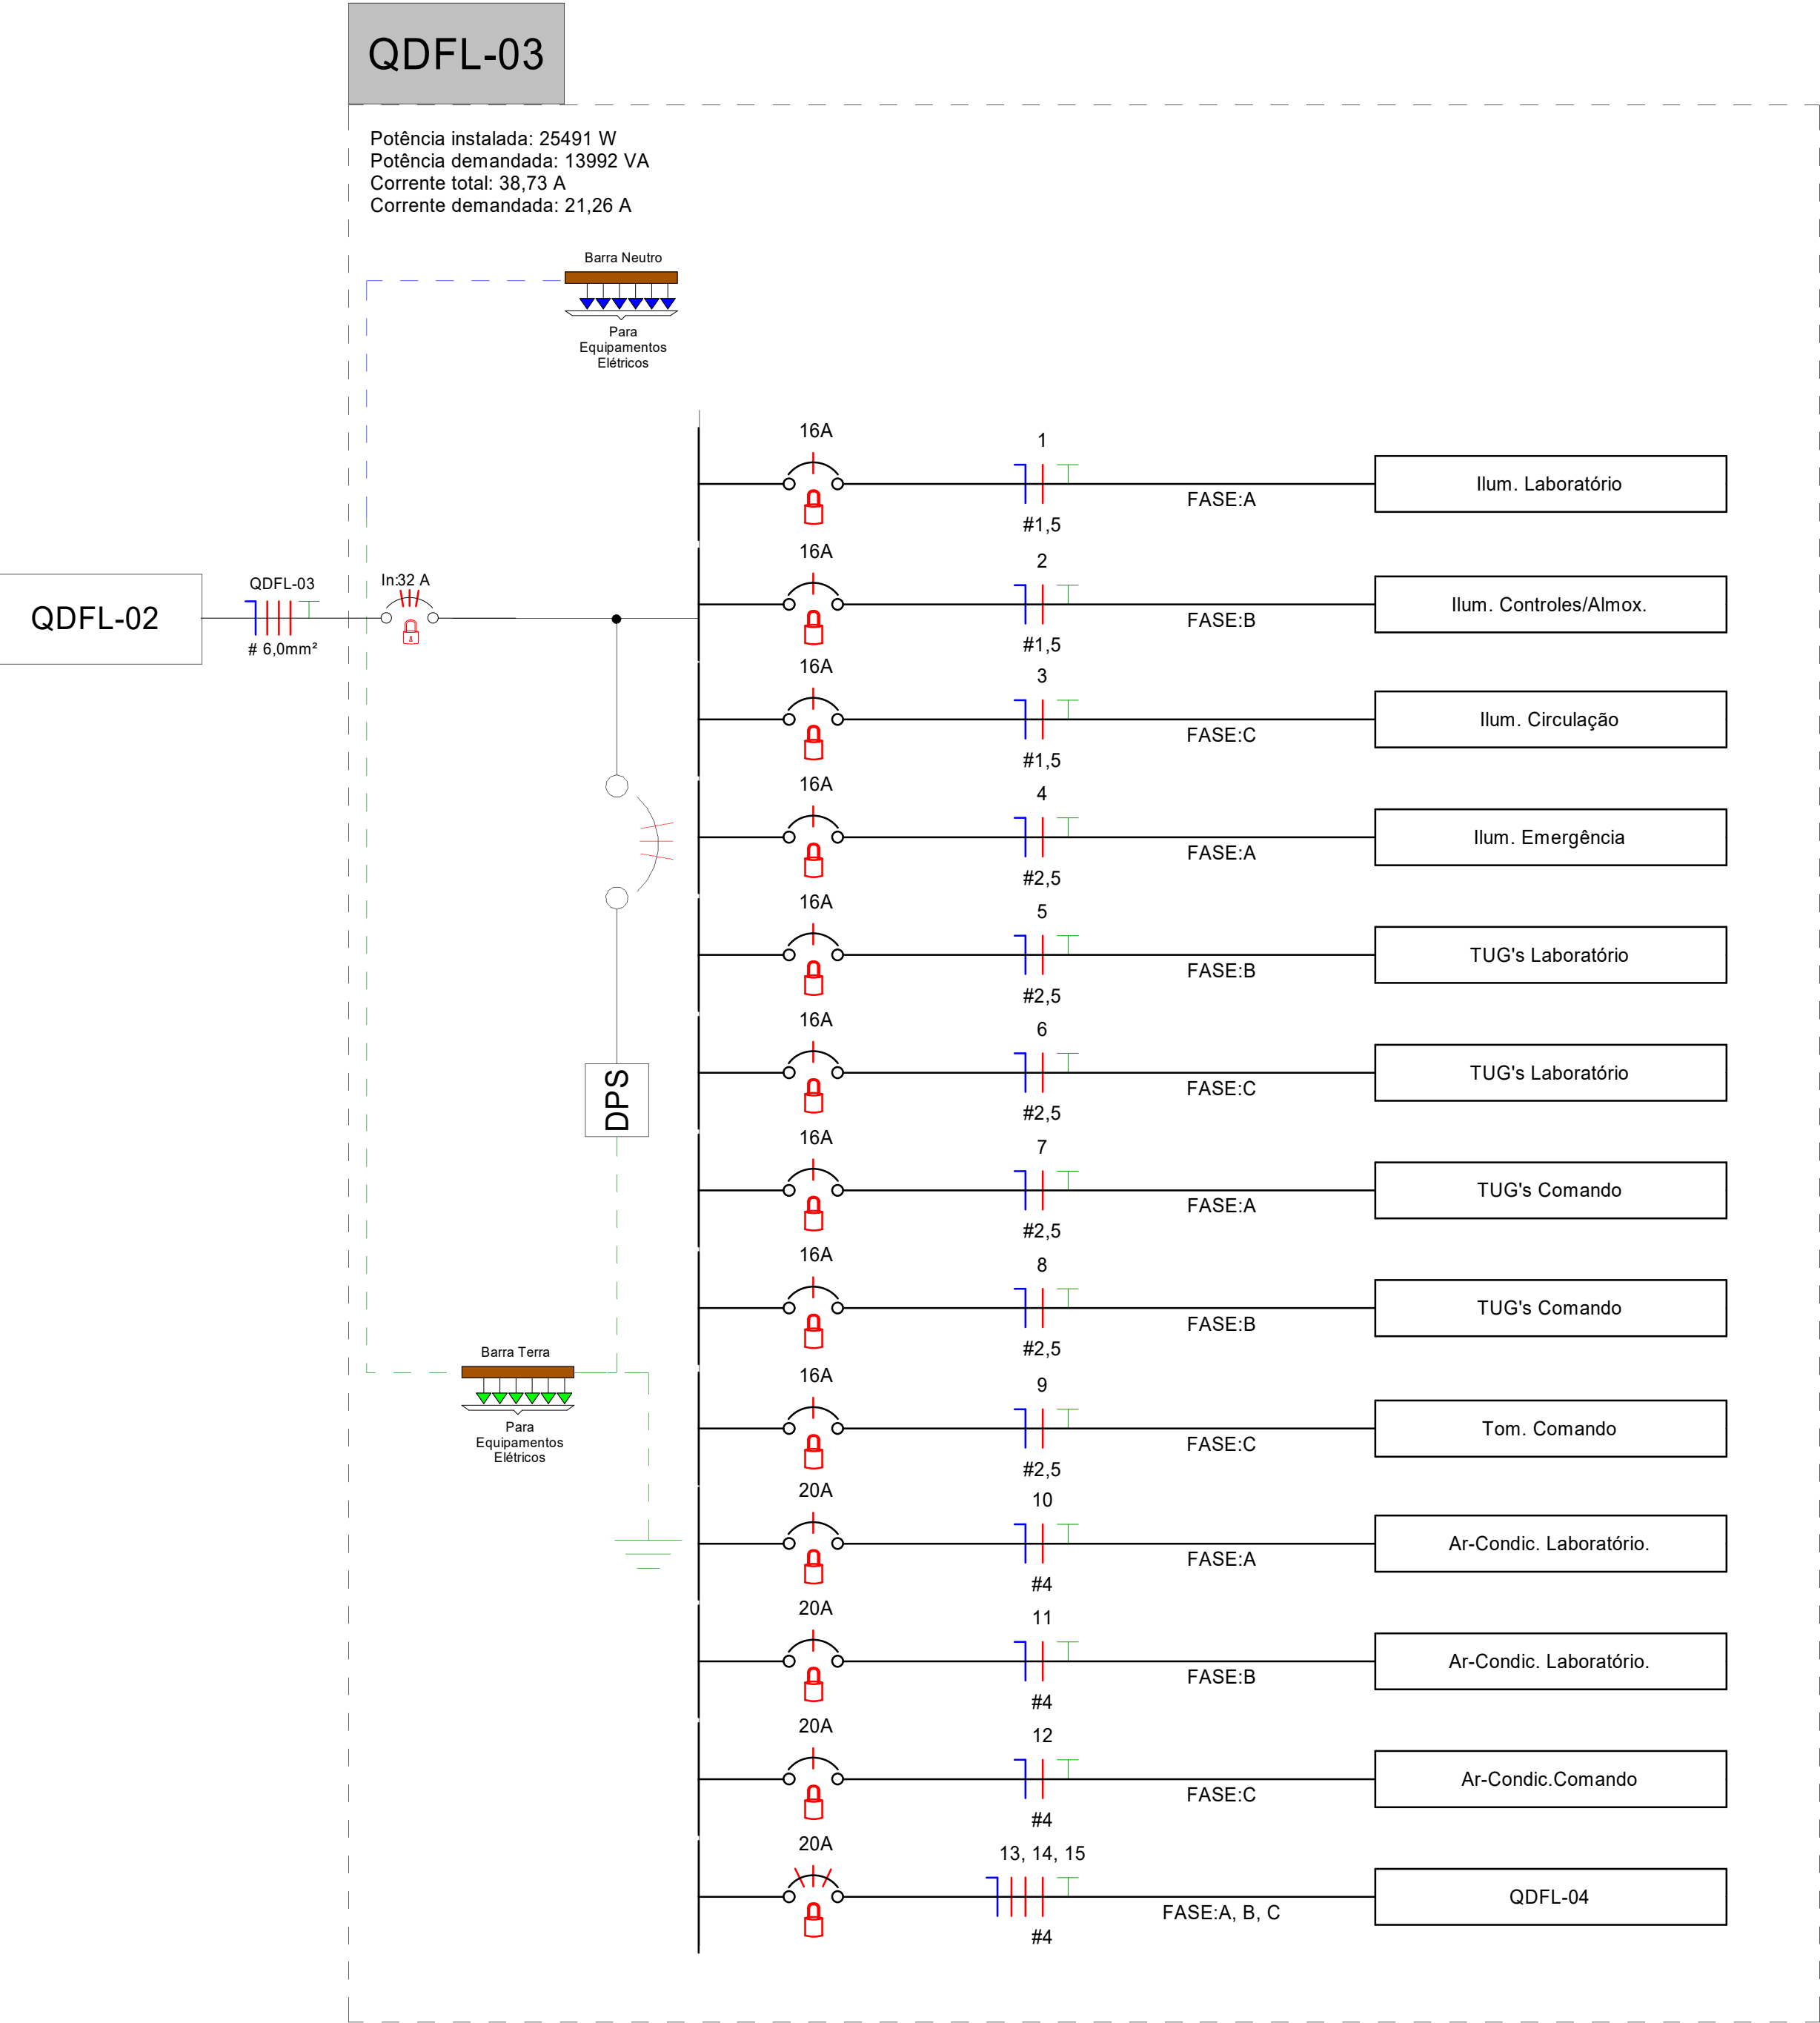 QDFL-03
Potência instalada: 25491 W
Potência demandada: 13992 VA
Corrente total: 38,73 A
Corrente demandada: 21,26 A
Barra Neutro
Para
Equipamentos
Elétricos
QDFL-02
QDFL-03
# 6,0mm²
In:32 A
DPS
Barra Terra
Para
Equipamentos
Elétricos
16A
1
#1,5
FASE:A
Ilum. Laboratório
16A
2
#1,5
FASE:B
Ilum. Controles/Almox.
16A
3
#1,5
FASE:C
Ilum. Circulação
16A
4
#2,5
FASE:A
Ilum. Emergência
16A
5
#2,5
FASE:B
TUG's Laboratório
16A
6
#2,5
FASE:C
TUG's Laboratório
16A
7
#2,5
FASE:A
TUG's Comando
16A
8
#2,5
FASE:B
TUG's Comando
16A
9
#2,5
FASE:C
Tom. Comando
20A
10
#4
FASE:A
Ar-Condic. Laboratório.
20A
11
#4
FASE:B
Ar-Condic. Laboratório.
20A
12
#4
FASE:C
Ar-Condic.Comando
20A
13, 14, 15
#4
FASE:A, B, C
QDFL-04